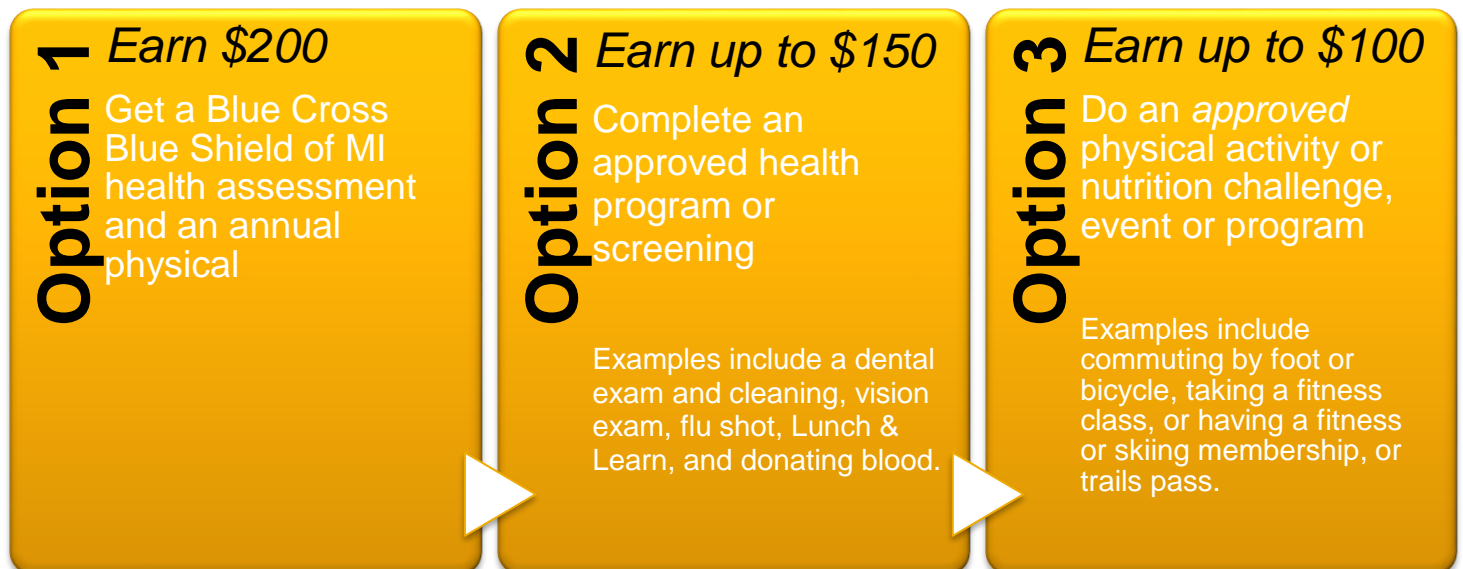 Option 1
Earn $200
Get a Blue Cross
Blue Shield of MI
health assessment
and an annual
physical
Option 2
Earn up to $150
Complete an
approved health
program or
screening
Examples include a dental
exam and cleaning, vision
exam, flu shot, Lunch &
Learn, and donating blood.
Option 3
Earn up to $100
Do an approved
physical activity or
nutrition challenge,
event or program
Examples include
commuting by foot or
bicycle, taking a fitness
class, or having a fitness
or skiing membership, or
trails pass.